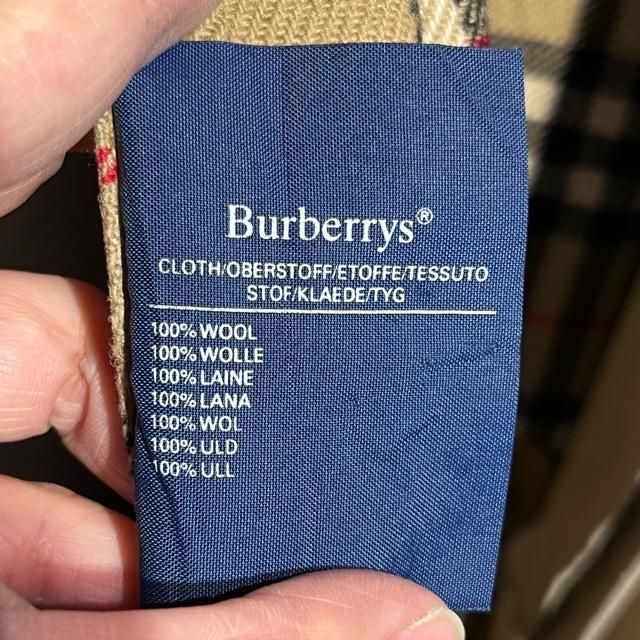 Burberrys®
CLOTH/OBERSTOFF/ETOFFE/TESSUTO
STOF/KLAEDE/TYG
100% WOOL
100% WOLLE
100% LAINE
100% LANA
100% WOL
100% ULD
100% ULL